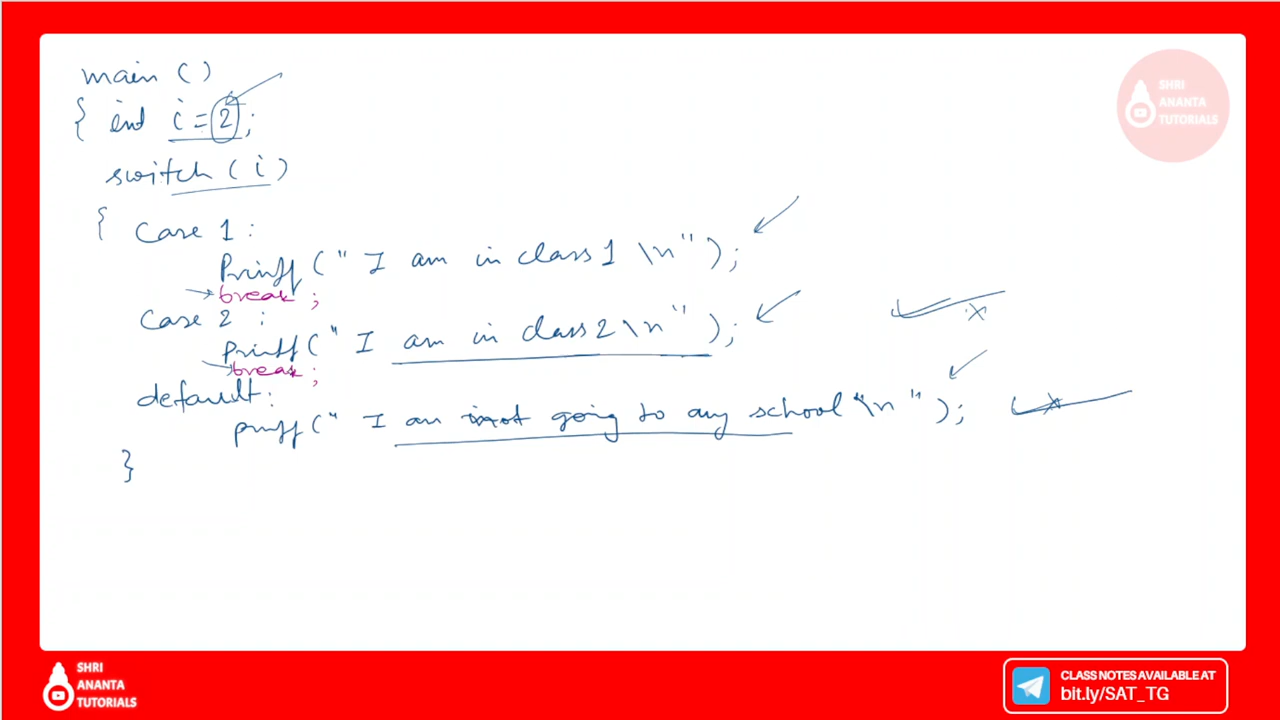 main ()
{ int i = 2 ;
switch ( i )
{ Case 1 :
Printf (" I am in class 1 \n" );
break ;
Case 2 :
Printf (" I am in class 2 \n" );
break ;
default :
printf (" I am not going to any school \n " );
}
SHRI
ANANTA
TUTORIALS
SHRI
ANANTA
TUTORIALS
CLASS NOTES AVAILABLE AT
bit.ly/SAT_TG